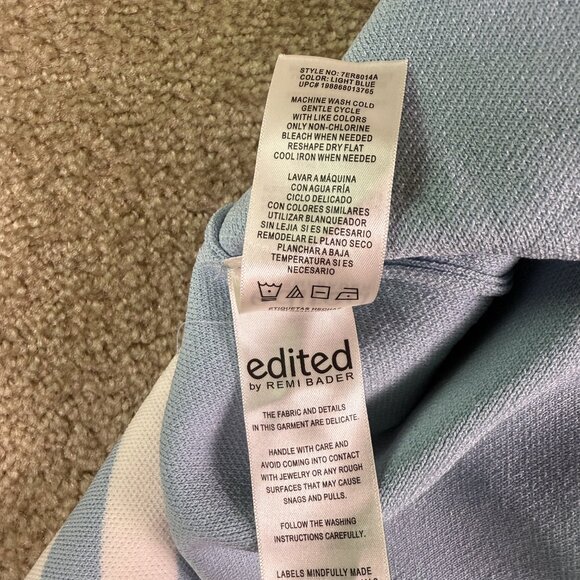 STYLE NO: 7ER8014A
COLOR: LIGHT BLUE
UPC# 198868013765
MACHINE WASH COLD
GENTLE CYCLE
WITH LIKE COLORS
ONLY NON-CHLORINE
BLEACH WHEN NEEDED
RESHAPE DRY FLAT
COOL IRON WHEN NEEDED
LAVAR A MÁQUINA
CON AGUA FRÍA
CICLO DELICADO
CON COLORES SIMILARES
UTILIZAR BLANQUEADOR
SIN LEJIA SI ES NECESARIO
REMODELAR EL PLANO SECO
PLANCHAR A BAJA
TEMPERATURA SI ES
NECESARIO
ETIQUETAS
edited
by REMI BADER
THE FABRIC AND DETAILS
IN THIS GARMENT ARE DELICATE.
HANDLE WITH CARE AND
AVOID COMING INTO CONTACT
WITH JEWELRY OR ANY ROUGH
SURFACES THAT MAY CAUSE
SNAGS AND PULLS.
FOLLOW THE WASHING
INSTRUCTIONS CAREFULLY.
LABELS MINDFULLY MADE